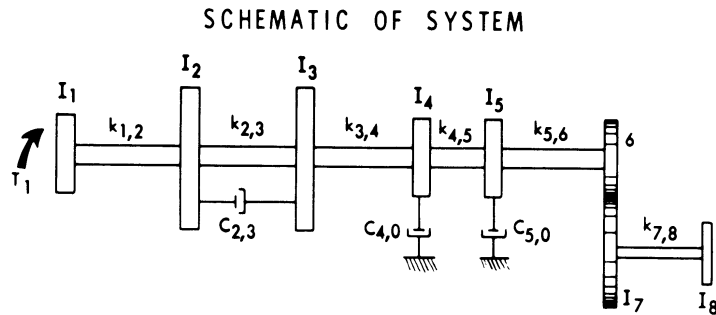 SCHEMATIC OF SYSTEM
I1 I2 I3 I4 I5
k1,2 k2,3 k3,4 k4,5 k5,6 6
T1
C2,3 C4,0 C5,0 k7,8
I7 I8